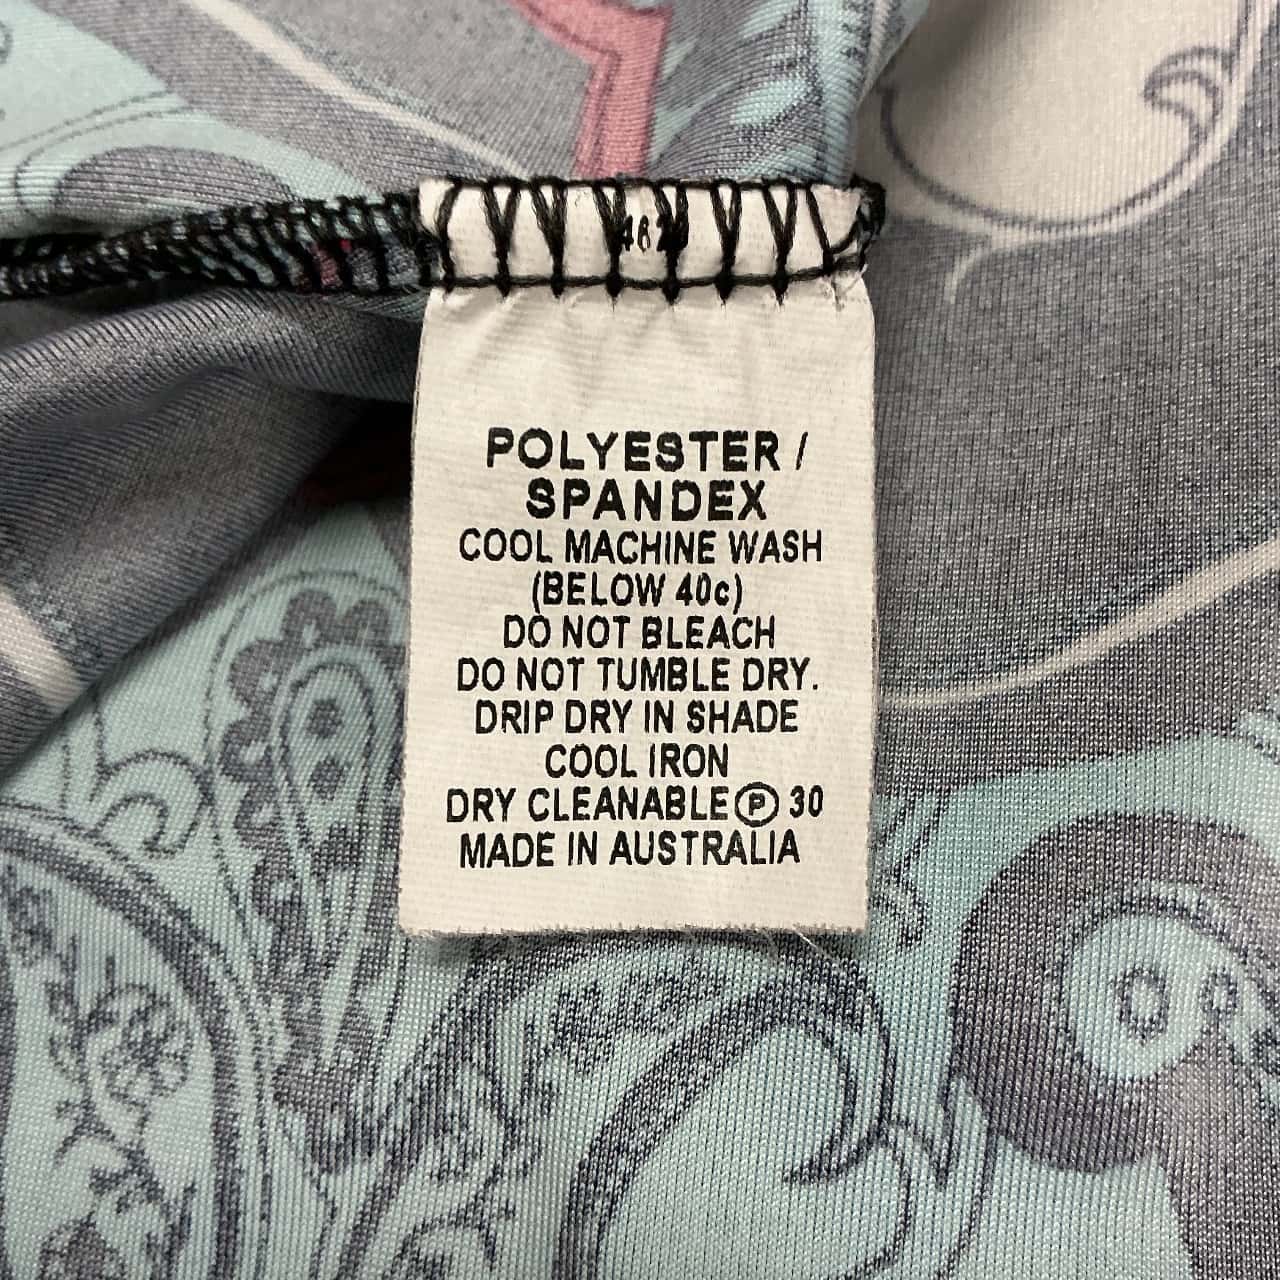 POLYESTER /
SPANDEX
COOL MACHINE WASH
(BELOW 40c)
DO NOT BLEACH
DO NOT TUMBLE DRY.
DRIP DRY IN SHADE
COOL IRON
DRY CLEANABLE Ⓟ 30
MADE IN AUSTRALIA